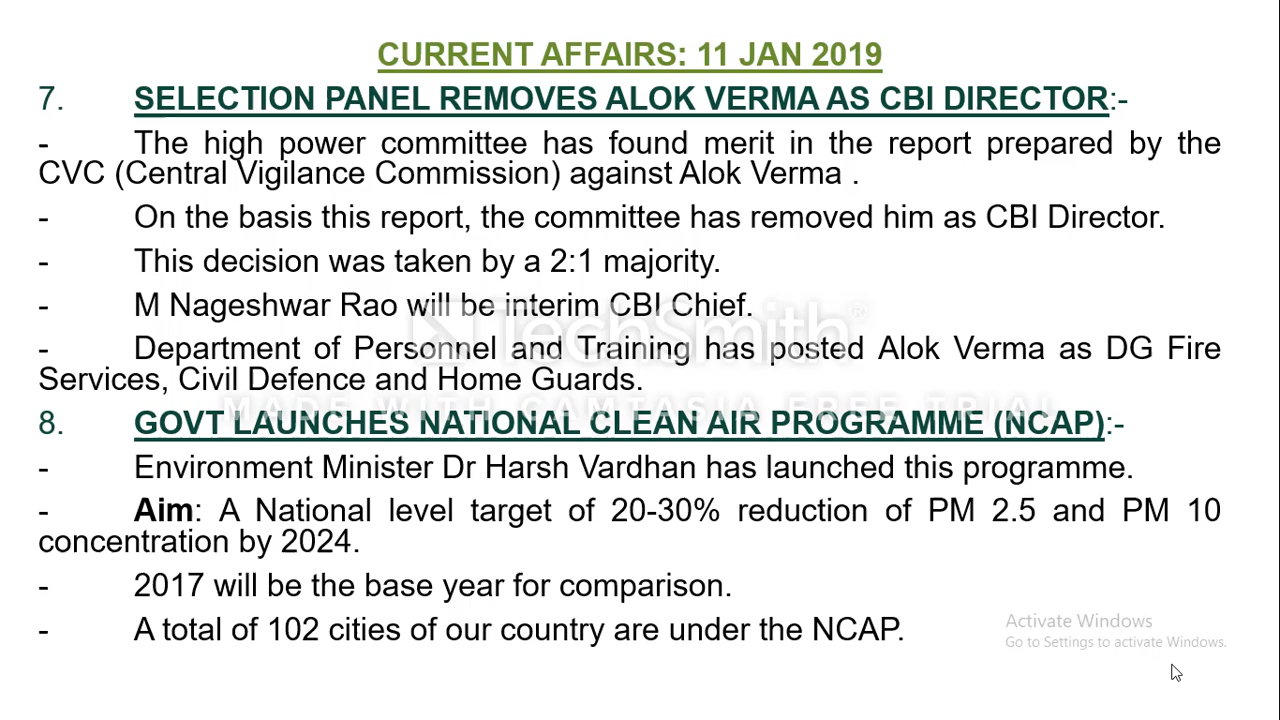 CURRENT AFFAIRS: 11 JAN 2019
7. SELECTION PANEL REMOVES ALOK VERMA AS CBI DIRECTOR:-
- The high power committee has found merit in the report prepared by the
CVC (Central Vigilance Commission) against Alok Verma .
- On the basis this report, the committee has removed him as CBI Director.
- This decision was taken by a 2:1 majority.
- M Nageshwar Rao will be interim CBI Chief.
TechSmith®
- Department of Personnel and Training has posted Alok Verma as DG Fire
Services, Civil Defence and Home Guards.
MADE WITH CAMTASIA FREE TRIAL
8. GOVT LAUNCHES NATIONAL CLEAN AIR PROGRAMME (NCAP):-
- Environment Minister Dr Harsh Vardhan has launched this programme.
- Aim: A National level target of 20-30% reduction of PM 2.5 and PM 10
concentration by 2024.
- 2017 will be the base year for comparison.
- A total of 102 cities of our country are under the NCAP.
Activate Windows
Go to Settings to activate Windows.